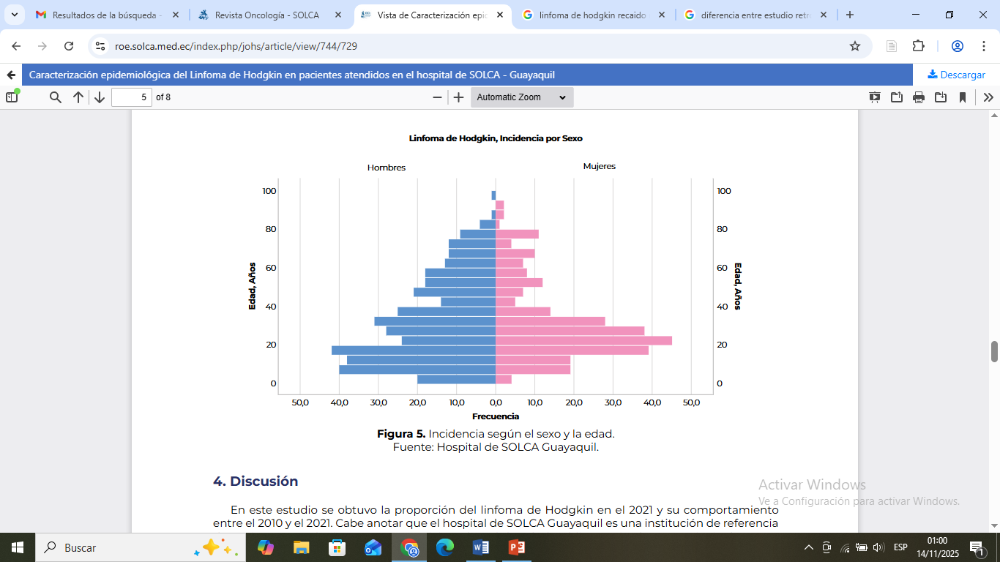 Resultados de la búsqueda -
Revista Oncología - SOLCA
Vista de Caracterización epid
linfoma de hodgkin recaido
diferencia entre estudio retr
roe.solca.med.ec/index.php/johs/article/view/744/729
Caracterización epidemiológica del Linfoma de Hodgkin en pacientes atendidos en el hospital de SOLCA - Guayaquil
Descargar
5 of 8
Automatic Zoom
Linfoma de Hodgkin, Incidencia por Sexo
Hombres
Mujeres
100 100
80 80
60 60
40 40
20 20
0 0
Edad, Años
Edad, Años
50,0 40,0 30,0 20,0 10,0 0,0 10,0 20,0 30,0 40,0 50,0
Frecuencia
Figura 5. Incidencia según el sexo y la edad.
Fuente: Hospital de SOLCA Guayaquil.
4. Discusión
En este estudio se obtuvo la proporción del linfoma de Hodgkin en el 2021 y su comportamiento
entre el 2010 y el 2021. Cabe anotar que el hospital de SOLCA Guayaquil es una institución de referencia
Activar Windows
Ve a Configuración para activar Windows.
Buscar
ESP
01:00
14/11/2025
1